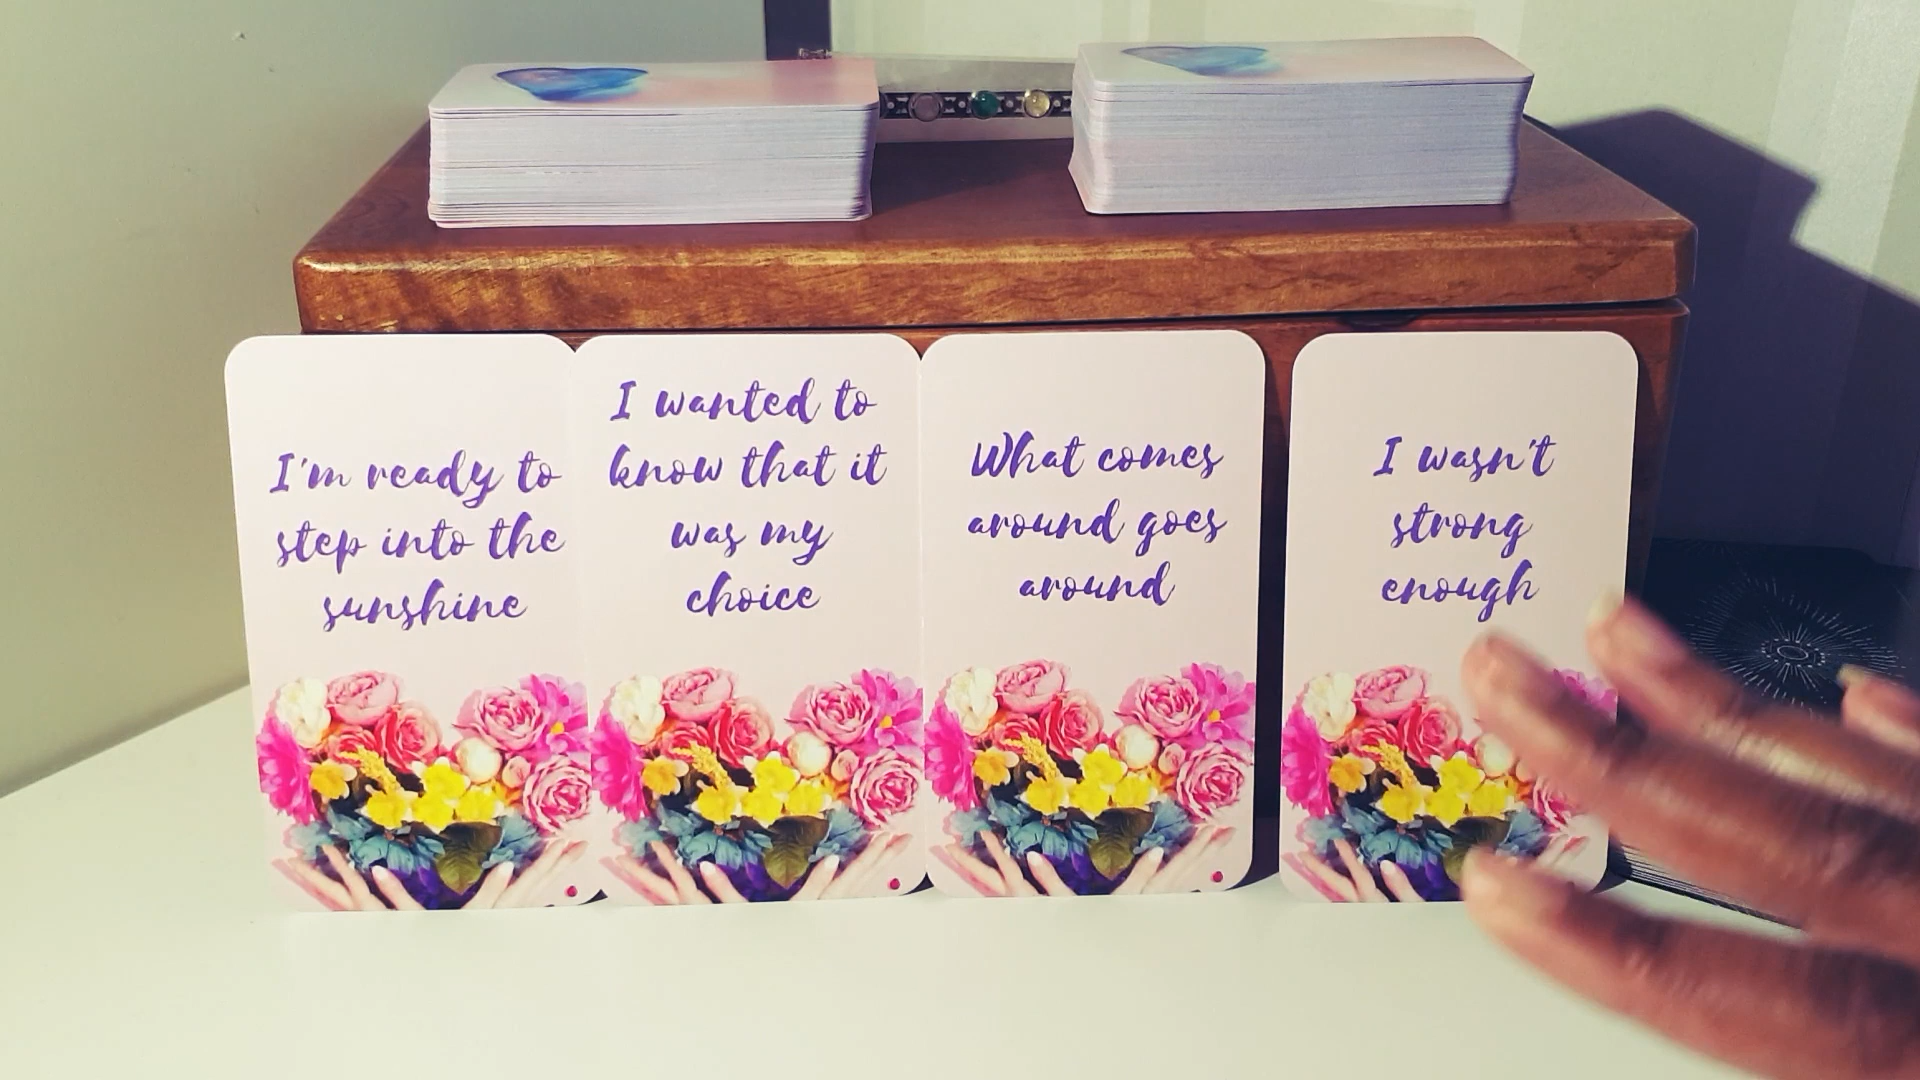 I'm ready to
step into the
sunshine
I wanted to
know that it
was my
choice
What comes
around goes
around
I wasn't
strong
enough